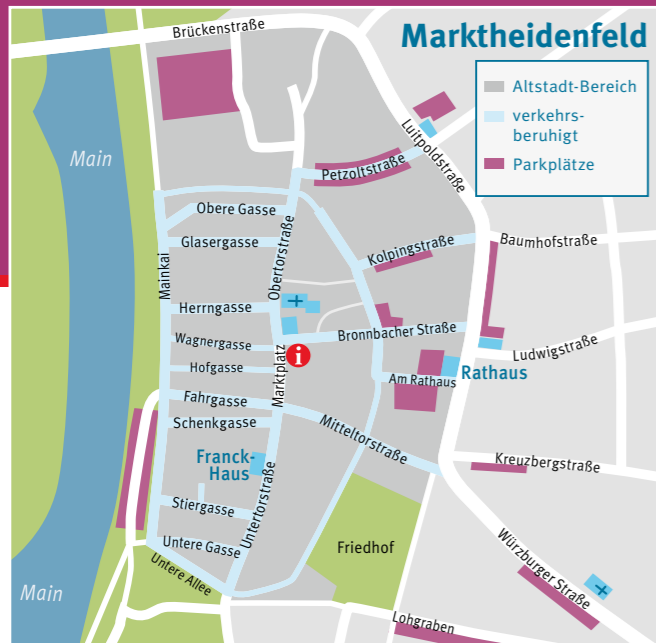 Marktheidenfeld
Altstadt-Bereich
verkehrs-
beruhigt
Parkplätze
Brückenstraße
Main
Luitpoldstraße
Petzoltstraße
Obere Gasse
Obertorstraße
Glasergasse
Kolpingstraße
Baumhofstraße
Mainkai
Herrngasse
Bronnbacher Straße
Wagnergasse
i
Ludwigstraße
Hofgasse
Marktplatz
Am Rathaus
Rathaus
Fahrgasse
Schenkgasse
Mitteltorstraße
Franck-
Haus
Kreuzbergstraße
Stiergasse
Untertorstraße
Untere Gasse
Friedhof
Würzburger Straße
Untere Allee
Main
Lohgraben